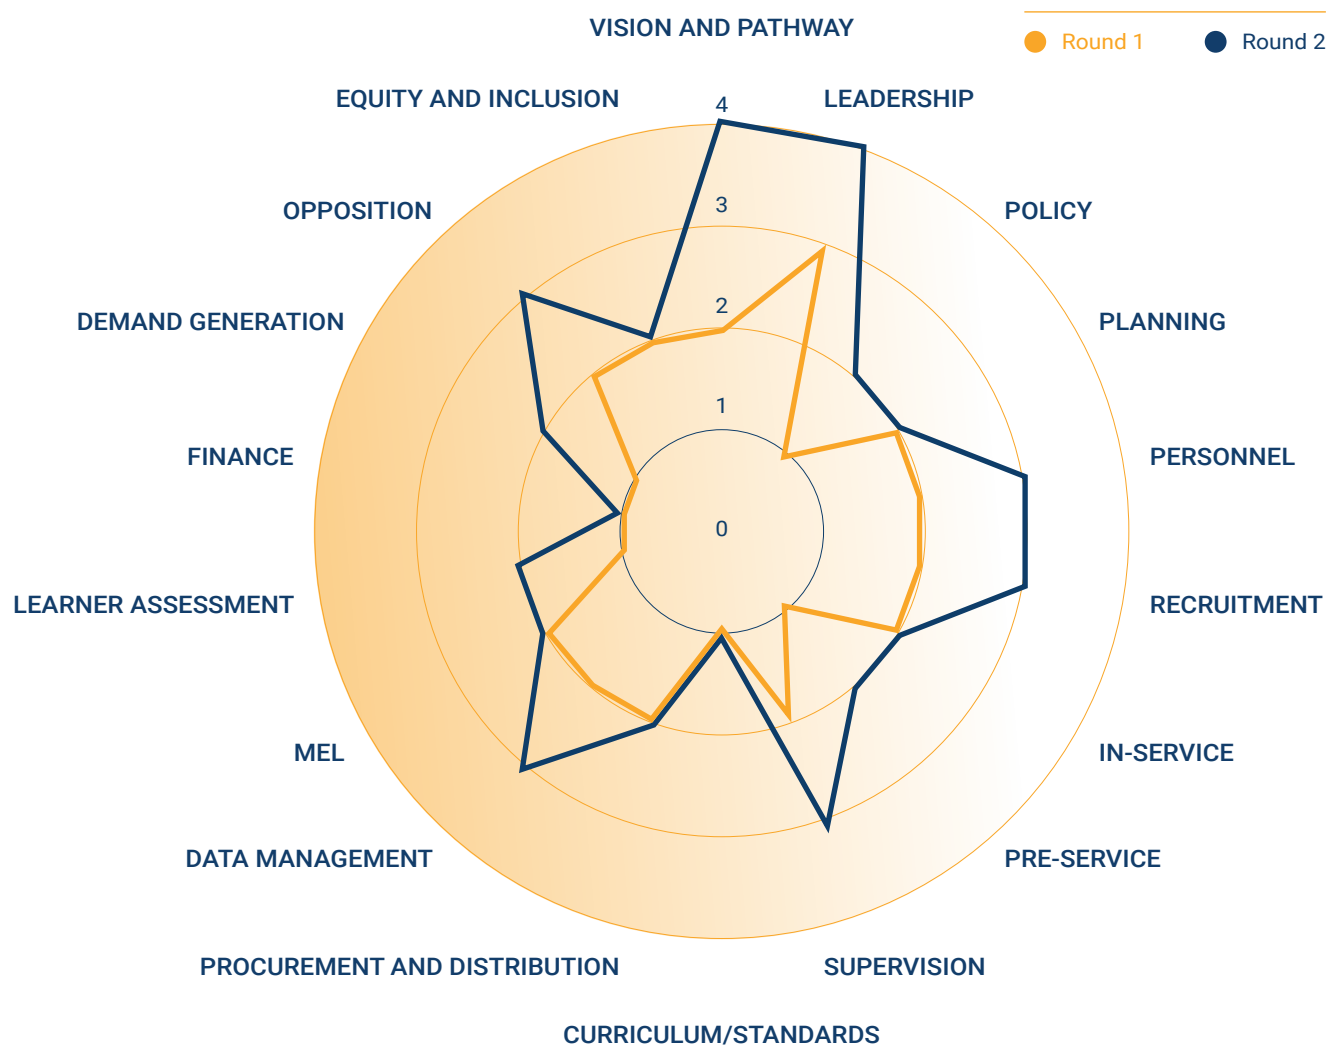 VISION AND PATHWAY
Round 1
Round 2
EQUITY AND INCLUSION
4
LEADERSHIP
OPPOSITION
3
POLICY
DEMAND GENERATION
2
PLANNING
FINANCE
1
PERSONNEL
0
LEARNER ASSESSMENT
RECRUITMENT
MEL
IN-SERVICE
DATA MANAGEMENT
PRE-SERVICE
PROCUREMENT AND DISTRIBUTION
SUPERVISION
CURRICULUM/STANDARDS